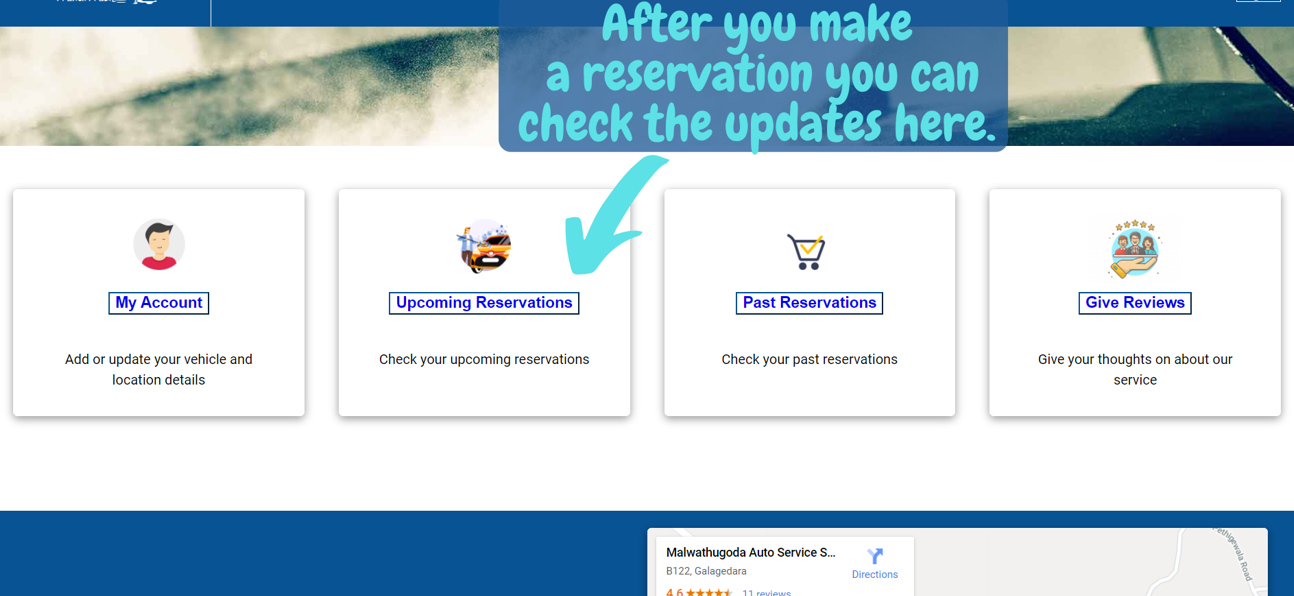 After you make
a reservation you can
check the updates here.
My Account
Upcoming Reservations
Past Reservations
Give Reviews
Add or update your vehicle and
location details
Check your upcoming reservations
Check your past reservations
Give your thoughts on about our
service
Malwathugoda Auto Service S...
Directions
B122, Galagedara
4.6
11 reviews
ethigewala Road